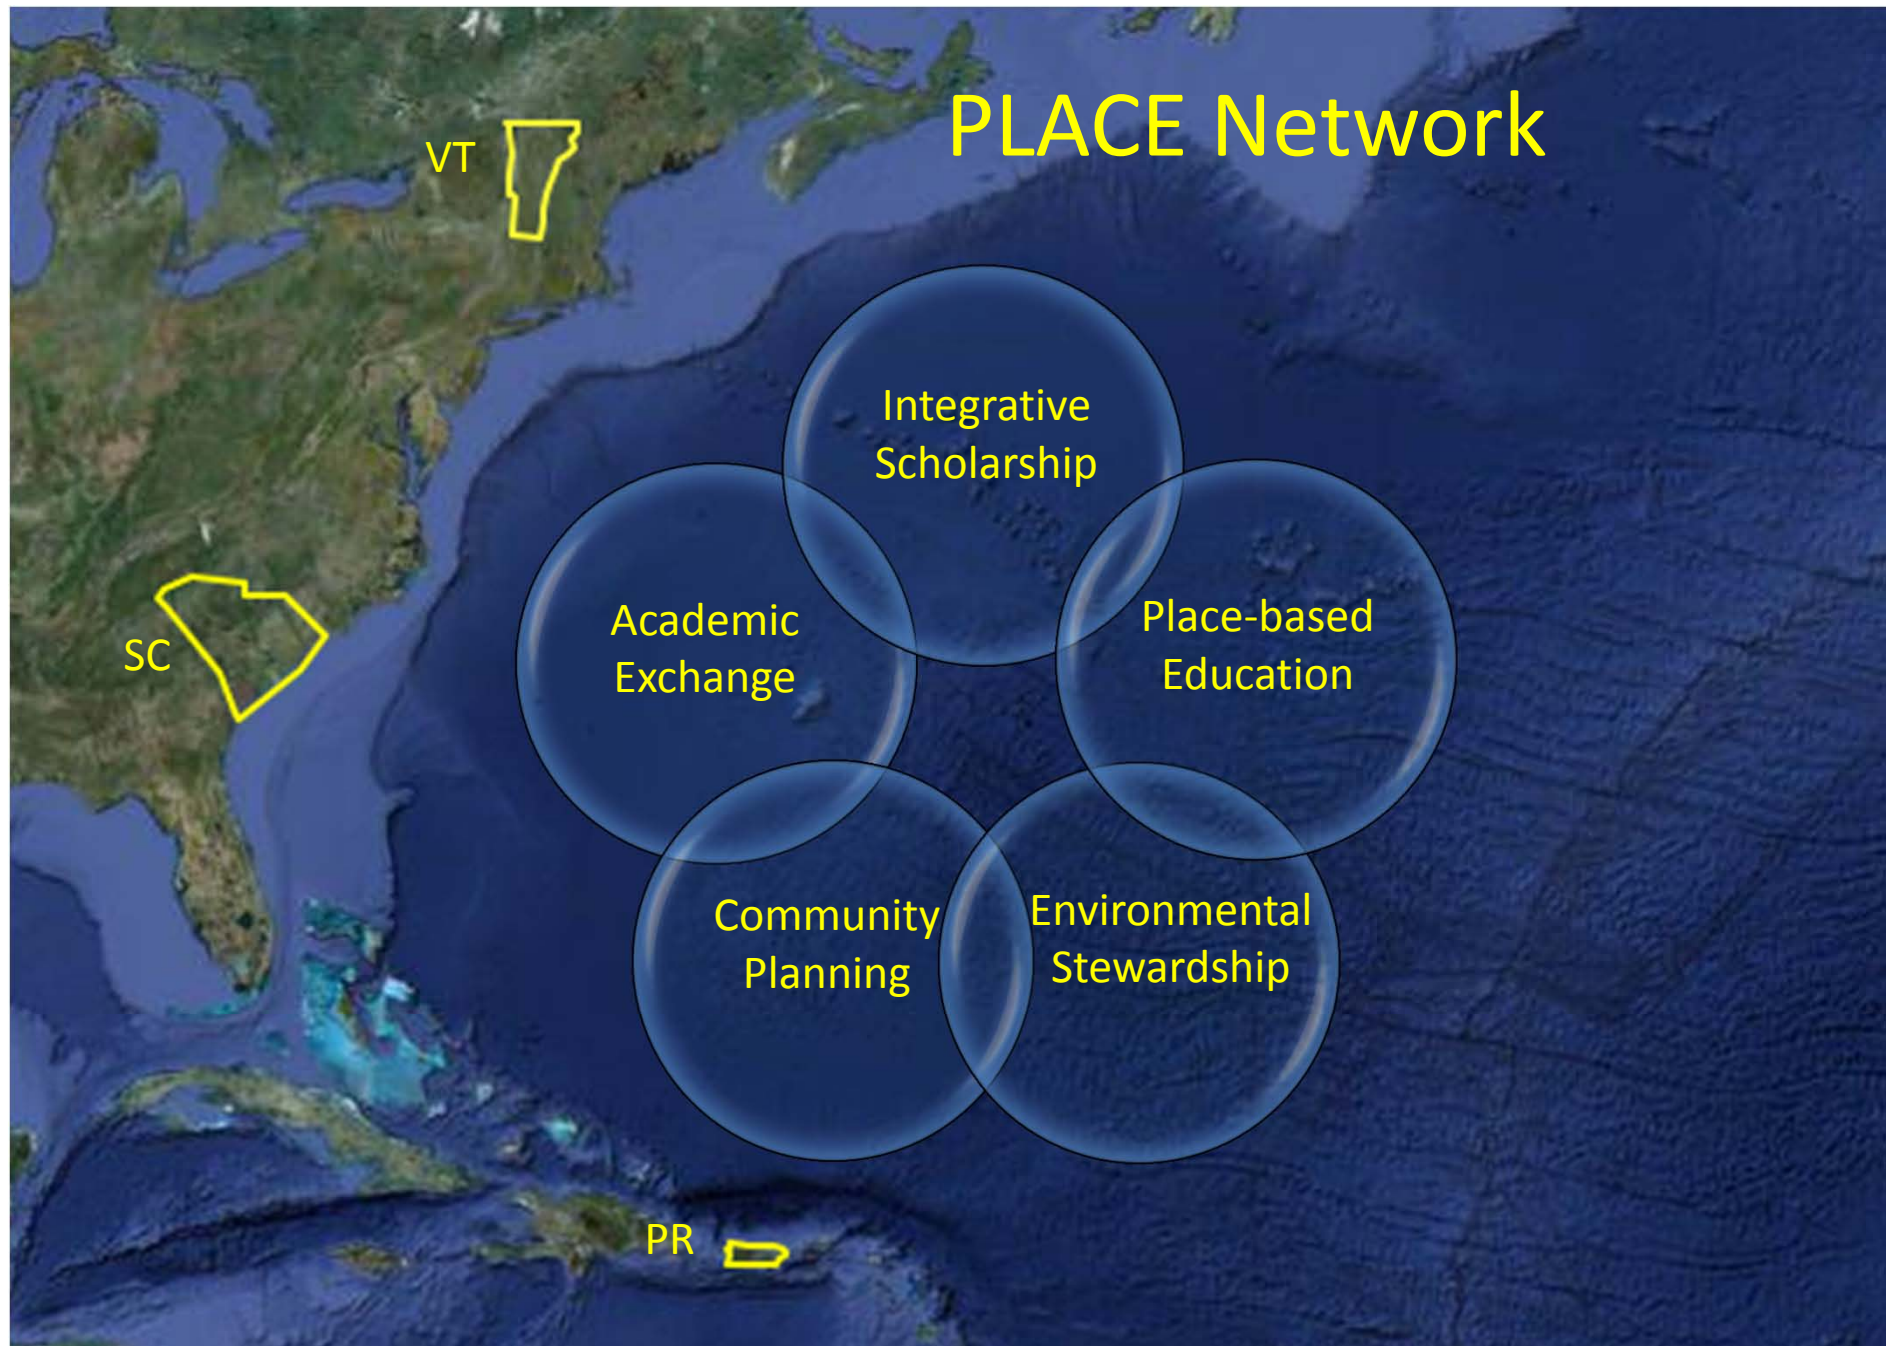 PLACE Network
VT
Integrative
Scholarship
Academic
Exchange
Place-based
Education
SC
Community
Planning
Environmental
Stewardship
PR